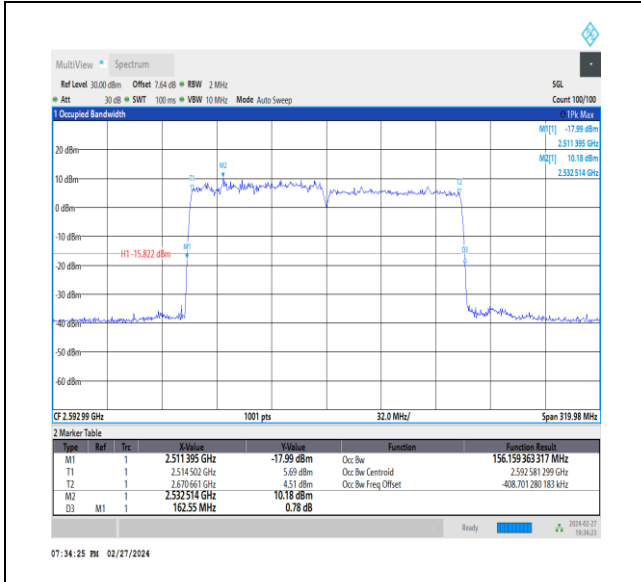 MultiView Spectrum
Ref Level 30.00 dBm Offset 7.64 dB RBW 2 MHz SGL
Att 30 dB SWT 100 ms VBW 10 MHz Mode Auto Sweep Count 100/100
1 Occupied Bandwidth 1Pk Max
M1[1] -17.99 dBm
2.511 395 GHz
M2[1] 10.18 dBm
2.532 514 GHz
20 dBm
M2
T1 T2
10 dBm
0 dBm
-10 dBm
M1
H1 -15.822 dBm D3
-20 dBm
-30 dBm
-40 dBm
-50 dBm
-60 dBm
CF 2.592 99 GHz 1001 pts 32.0 MHz/ Span 319.98 MHz
2 Marker Table
Type Ref Trc X-Value Y-Value Function Function Result
M1 1 2.511 395 GHz -17.99 dBm Occ Bw 156.159 363 317 MHz
T1 1 2.514 502 GHz 5.69 dBm Occ Bw Centroid 2.592 581 299 GHz
T2 1 2.670 661 GHz 4.51 dBm Occ Bw Freq Offset -408.701 280 183 kHz
M2 1 2.532 514 GHz 10.18 dBm
D3 M1 1 162.55 MHz 0.78 dB
Ready 2024-02-27
19:34:23
07:34:25 PM 02/27/2024